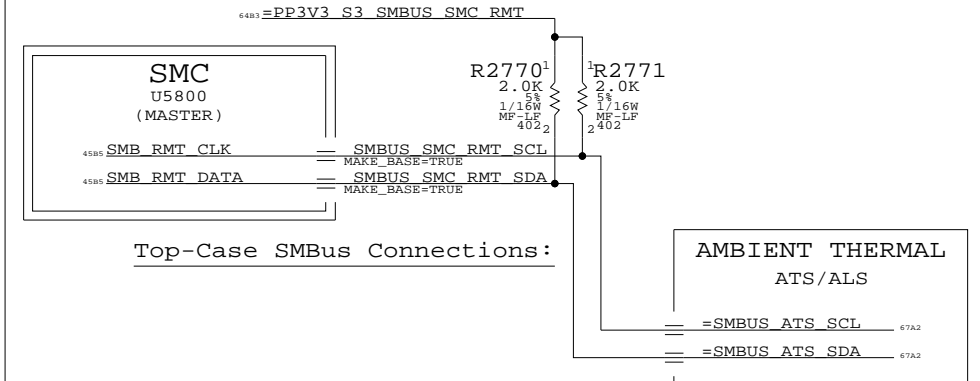 64B3 =PP3V3_S3_SMBUS_SMC_RMT
SMC
U5800
(MASTER)
R2770 1
2.0K
5%
1/16W
MF-LF
402 2
1 R2771
2.0K
5%
1/16W
MF-LF
2 402
45B5 SMB_RMT_CLK
SMBUS_SMC_RMT_SCL
MAKE_BASE=TRUE
45B5 SMB_RMT_DATA
SMBUS_SMC_RMT_SDA
MAKE_BASE=TRUE
Top-Case SMBus Connections:
AMBIENT THERMAL
ATS/ALS
=SMBUS_ATS_SCL 67A2
=SMBUS_ATS_SDA 67A2